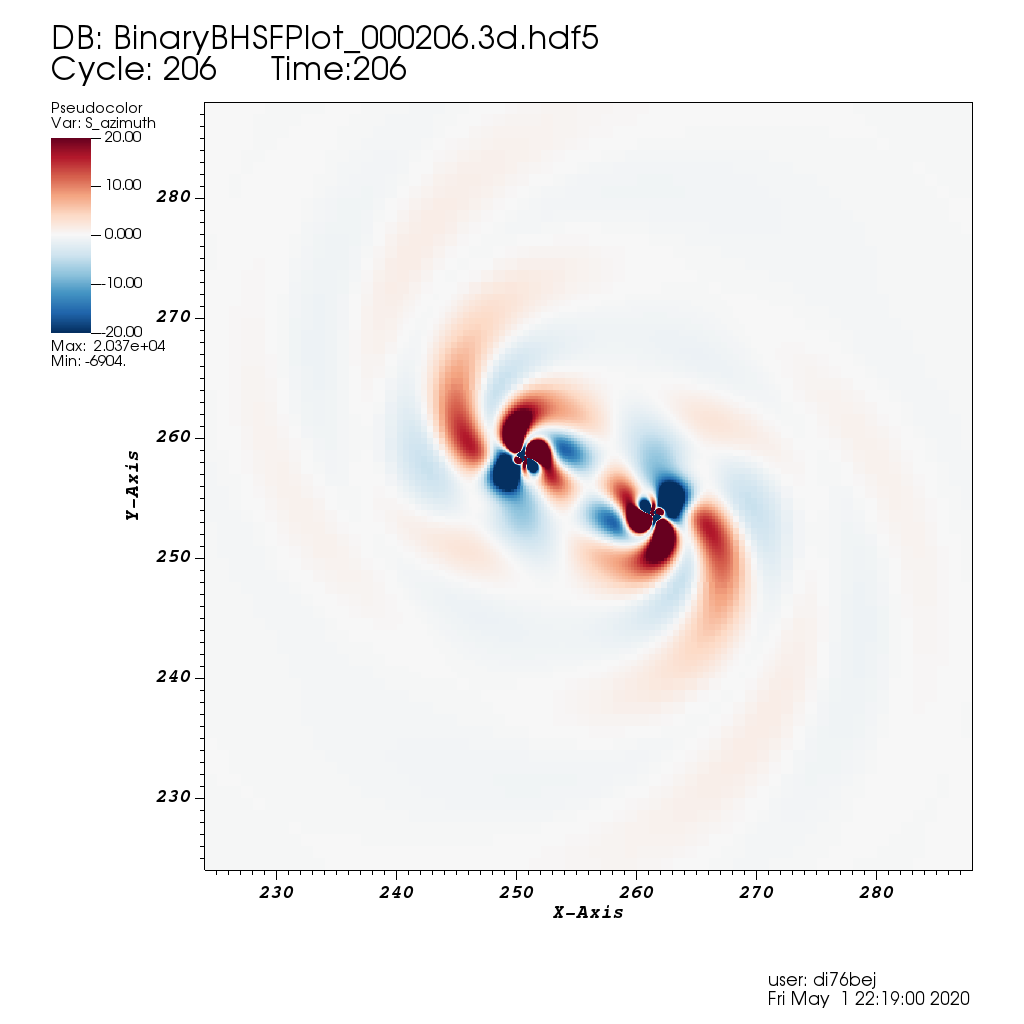 DB: BinaryBHSFPlot_000206.3d.hdf5
Cycle: 206 Time:206
Pseudocolor
Var: S_azimuth
20.00
10.00
0.000
-10.00
-20.00
Max: 2.037e+04
Min: -6904.
280
270
260
250
240
230
Y-Axis
230 240 250 260 270 280
X-Axis
user: di76bej
Fri May 1 22:19:00 2020